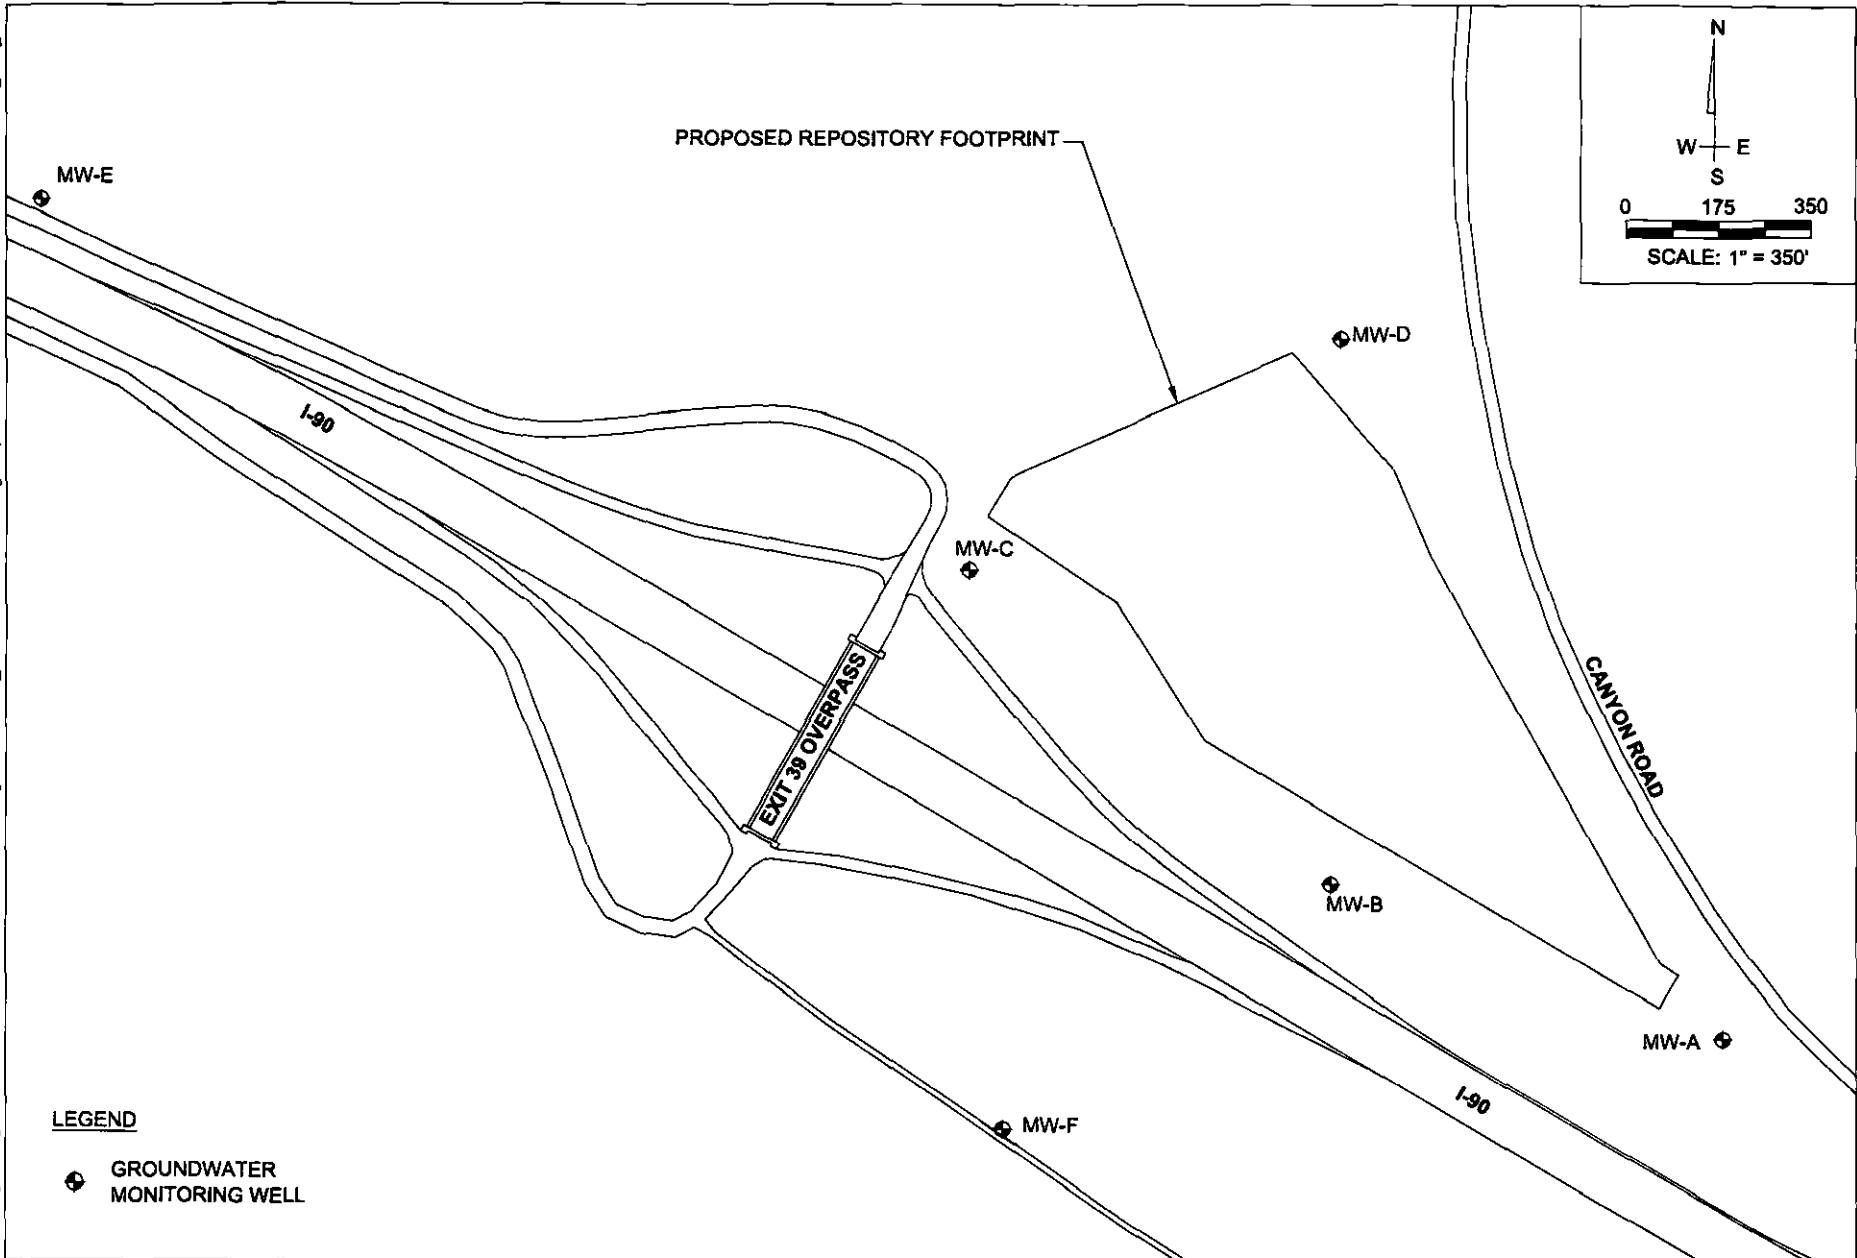 N
W E
S
0 175 350
SCALE: 1" = 350'
PROPOSED REPOSITORY FOOTPRINT
MW-E
MW-D
I-90
MW-C
EXIT 39 OVERPASS
CANYON ROAD
MW-B
MW-A
I-90
MW-F
LEGEND
GROUNDWATER
MONITORING WELL